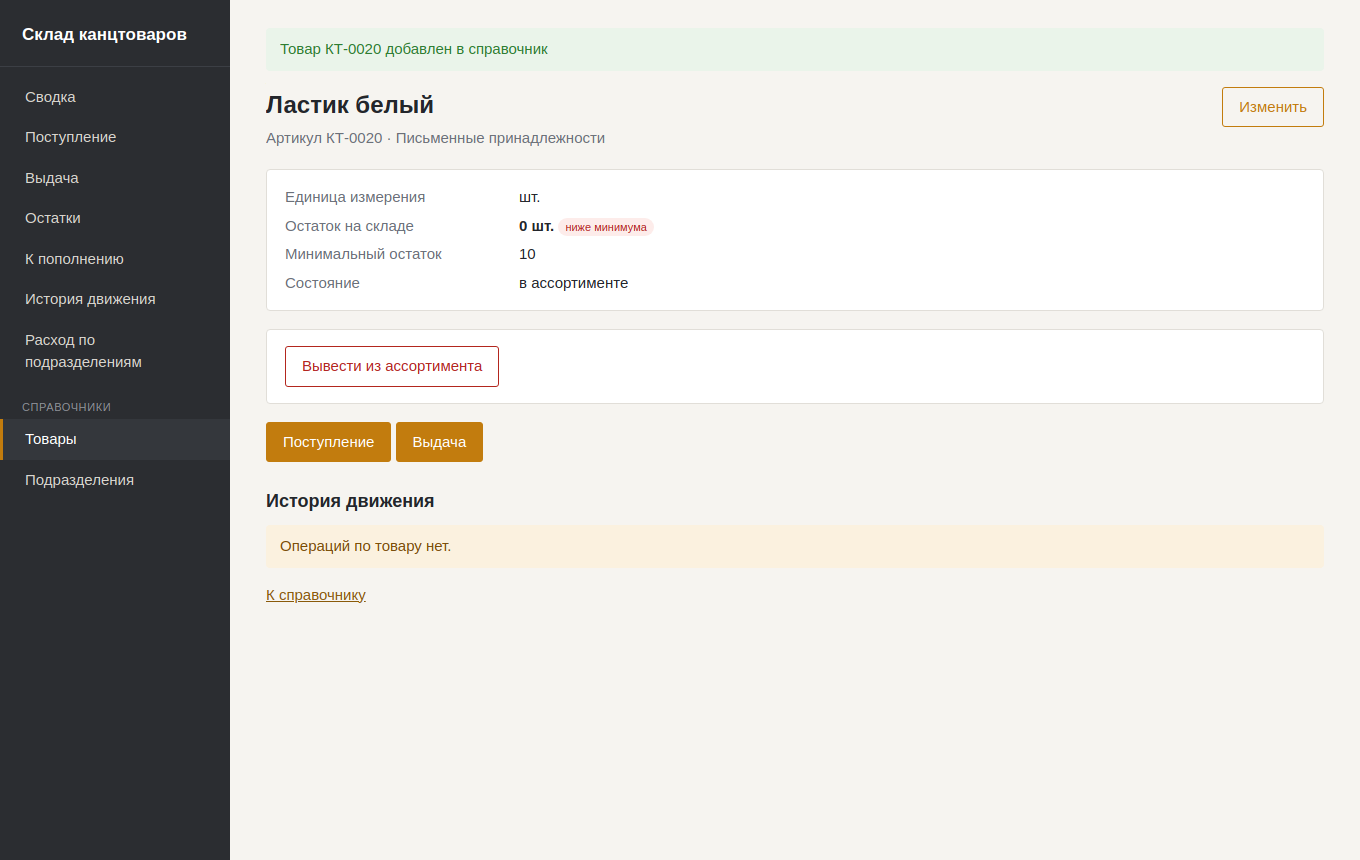 Склад канцтоваров
Сводка
Поступление
Выдача
Остатки
К пополнению
История движения
Расход по
подразделениям
СПРАВОЧНИКИ
Товары
Подразделения
Товар КТ-0020 добавлен в справочник
Ластик белый
Изменить
Артикул КТ-0020 · Письменные принадлежности
Единица измерения шт.
Остаток на складе 0 шт. ниже минимума
Минимальный остаток 10
Состояние в ассортименте
Вывести из ассортимента
Поступление Выдача
История движения
Операций по товару нет.
К справочнику